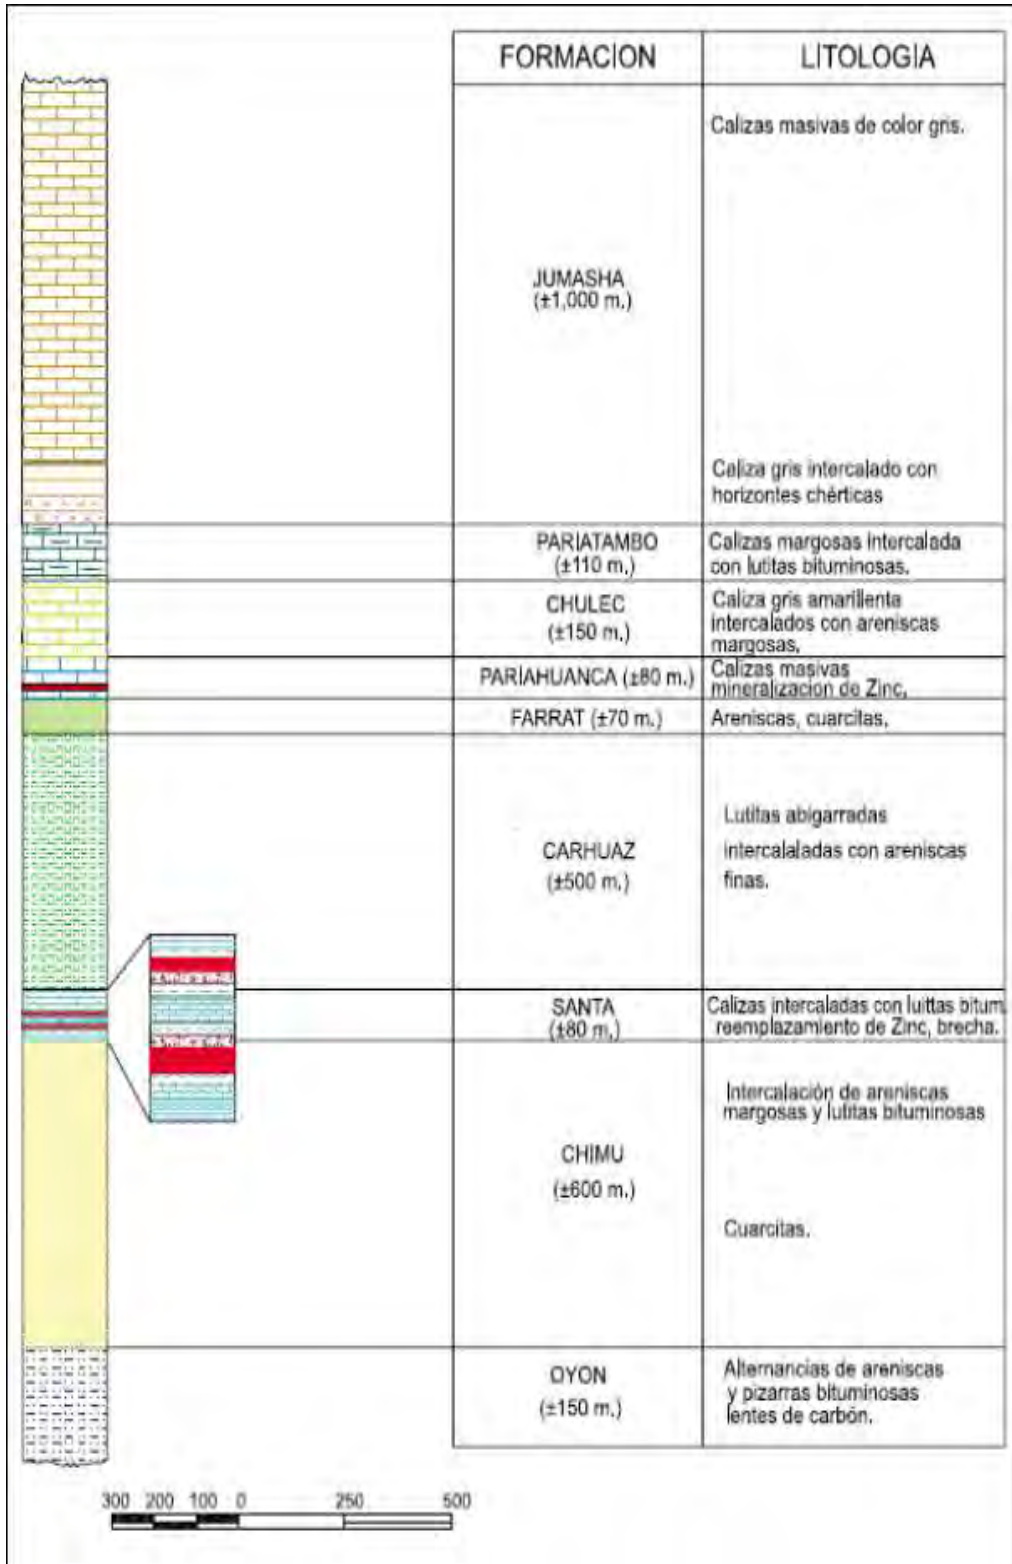 FORMACION LITOLOGIA
Calizas masivas de color gris.
JUMASHA
(±1,000 m.)
Caliza gris intercalado con
horizontes chérticas
PARIATAMBO
(±110 m.)
Calizas margosas intercalada
con lutitas bituminosas.
CHULEC
(±150 m.)
Caliza gris amarillenta
intercalados con areniscas
margosas.
PARIAHUANCA (±80 m.)
Calizas masivas
mineralizacion de Zinc.
FARRAT (±70 m.)
Areniscas, cuarcitas.
CARHUAZ
(±500 m.)
Lutitas abigarradas
intercalaladas con areniscas
finas.
SANTA
(±80 m.)
Calizas intercaladas con luittas bitum.
reemplazamiento de Zinc, brecha.
CHIMU
(±600 m.)
Intercalación de areniscas
margosas y lutitas bituminosas
Cuarcitas.
OYON
(±150 m.)
Alternancias de areniscas
y pizarras bituminosas
lentes de carbón.
300 200 100 0 250 500